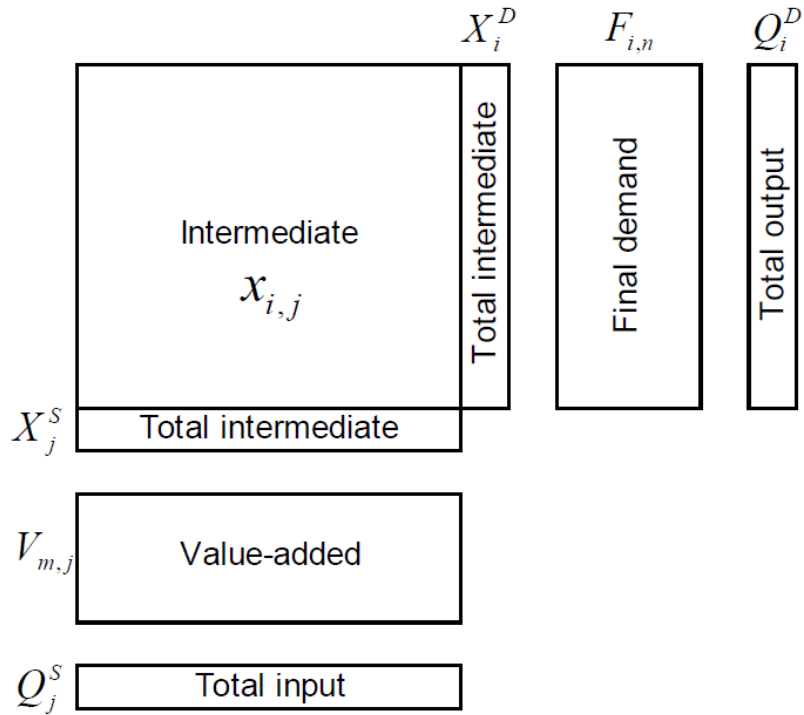 X_i^D F_{i,n} Q_i^D
Intermediate
x_{i,j}
Total intermediate
Final demand
Total output
X_j^S Total intermediate
V_{m,j} Value-added
Q_j^S Total input